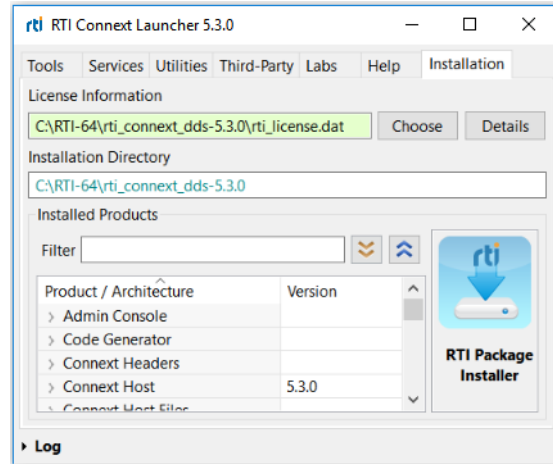 rti RTI Connext Launcher 5.3.0
Tools Services Utilities Third-Party Labs Help Installation
License Information
C:\RTI-64\rti_connext_dds-5.3.0\rti_license.dat Choose Details
Installation Directory
C:\RTI-64\rti_connext_dds-5.3.0
Installed Products
Filter
rti
Product / Architecture Version
Admin Console
Code Generator
Connext Headers
RTI Package
Installer
Connext Host 5.3.0
Connext Host Files
Log